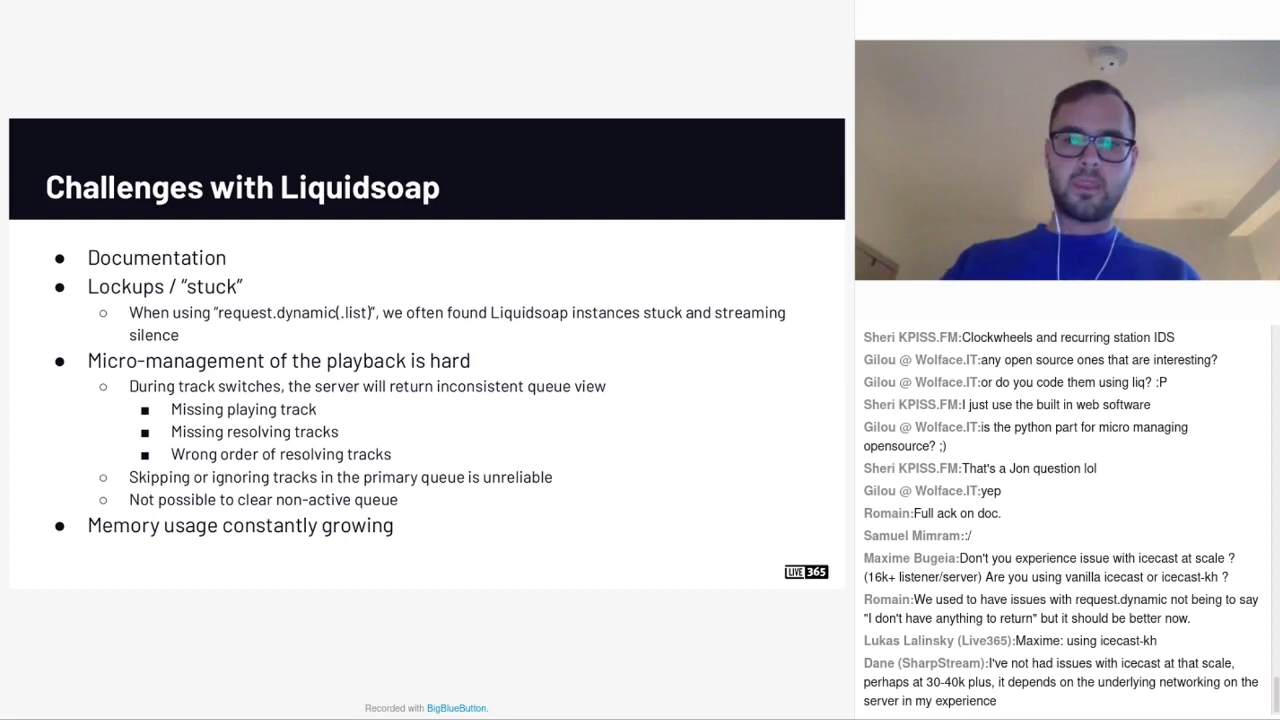 Challenges with Liquidsoap
● Documentation
● Lockups / "stuck"
○ When using "request.dynamic(.list)", we often found Liquidsoap instances stuck and streaming
silence
● Micro-management of the playback is hard
○ During track switches, the server will return inconsistent queue view
■ Missing playing track
■ Missing resolving tracks
■ Wrong order of resolving tracks
○ Skipping or ignoring tracks in the primary queue is unreliable
○ Not possible to clear non-active queue
● Memory usage constantly growing
LIVE 365
Recorded with BigBlueButton.
Sheri KPISS.FM:Clockwheels and recurring station IDS
Gilou @ Wolface.IT:any open source ones that are interesting?
Gilou @ Wolface.IT:or do you code them using liq? :P
Sheri KPISS.FM:I just use the built in web software
Gilou @ Wolface.IT:is the python part for micro managing
opensource? ;)
Sheri KPISS.FM:That's a Jon question lol
Gilou @ Wolface.IT:yep
Romain:Full ack on doc.
Samuel Mimram::/
Maxime Bugeia:Don't you experience issue with icecast at scale ?
(16k+ listener/server) Are you using vanilla icecast or icecast-kh ?
Romain:We used to have issues with request.dynamic not being to say
"I don't have anything to return" but it should be better now.
Lukas Lalinsky (Live365):Maxime: using icecast-kh
Dane (SharpStream):I've not had issues with icecast at that scale,
perhaps at 30-40k plus, it depends on the underlying networking on the
server in my experience